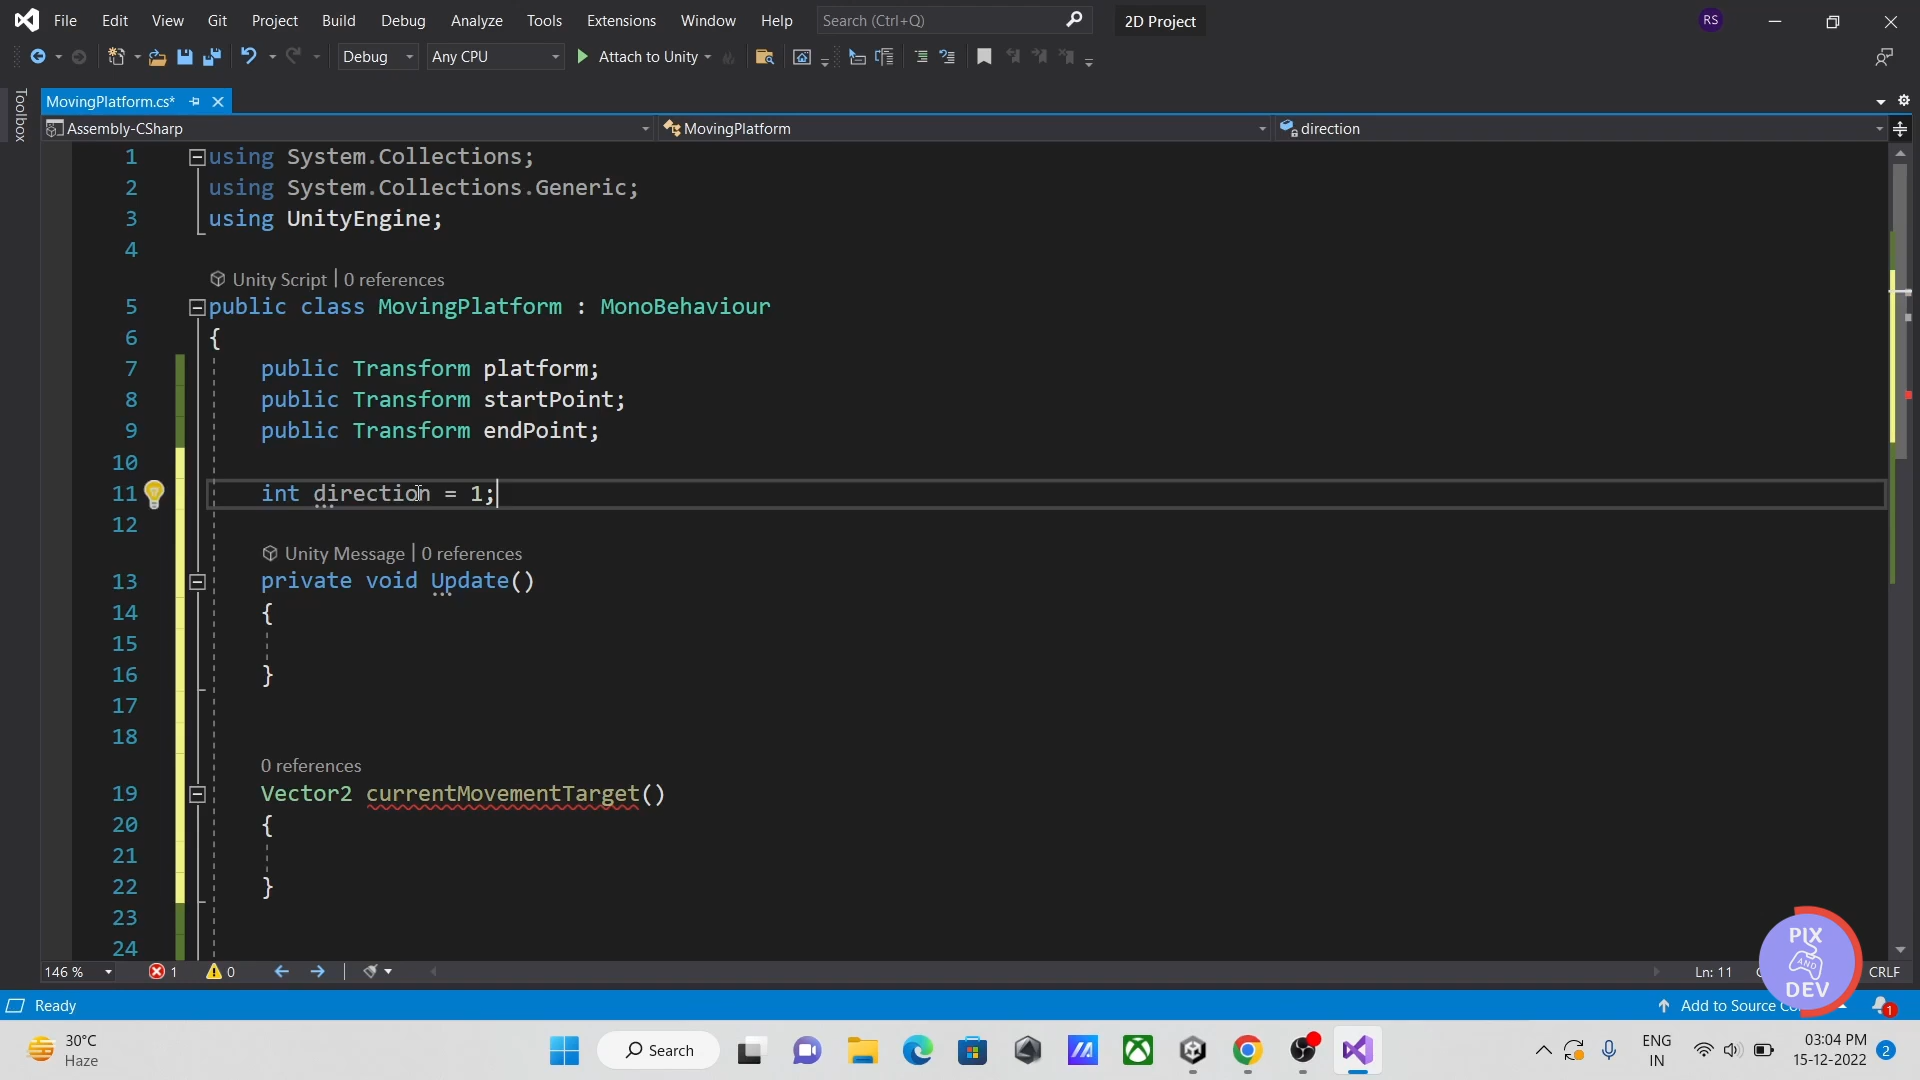 File Edit View Git Project Build Debug Analyze Tools Extensions Window Help Search (Ctrl+Q) 2D Project RS
Debug Any CPU Attach to Unity
Toolbox
MovingPlatform.cs*
Assembly-CSharp MovingPlatform direction
1 using System.Collections;
2 using System.Collections.Generic;
3 using UnityEngine;
4
Unity Script | 0 references
5 public class MovingPlatform : MonoBehaviour
6 {
7 public Transform platform;
8 public Transform startPoint;
9 public Transform endPoint;
10
11 int direction = 1;
12
Unity Message | 0 references
13 private void Update()
14 {
15
16 }
17
18
0 references
19 Vector2 currentMovementTarget()
20 {
21
22 }
23
24
146 % 1 0 Ln: 11 CRLF
PIX
AND
DEV
Ready Add to Source 1
30°C
Haze
Search
ENG
IN
03:04 PM
15-12-2022
2